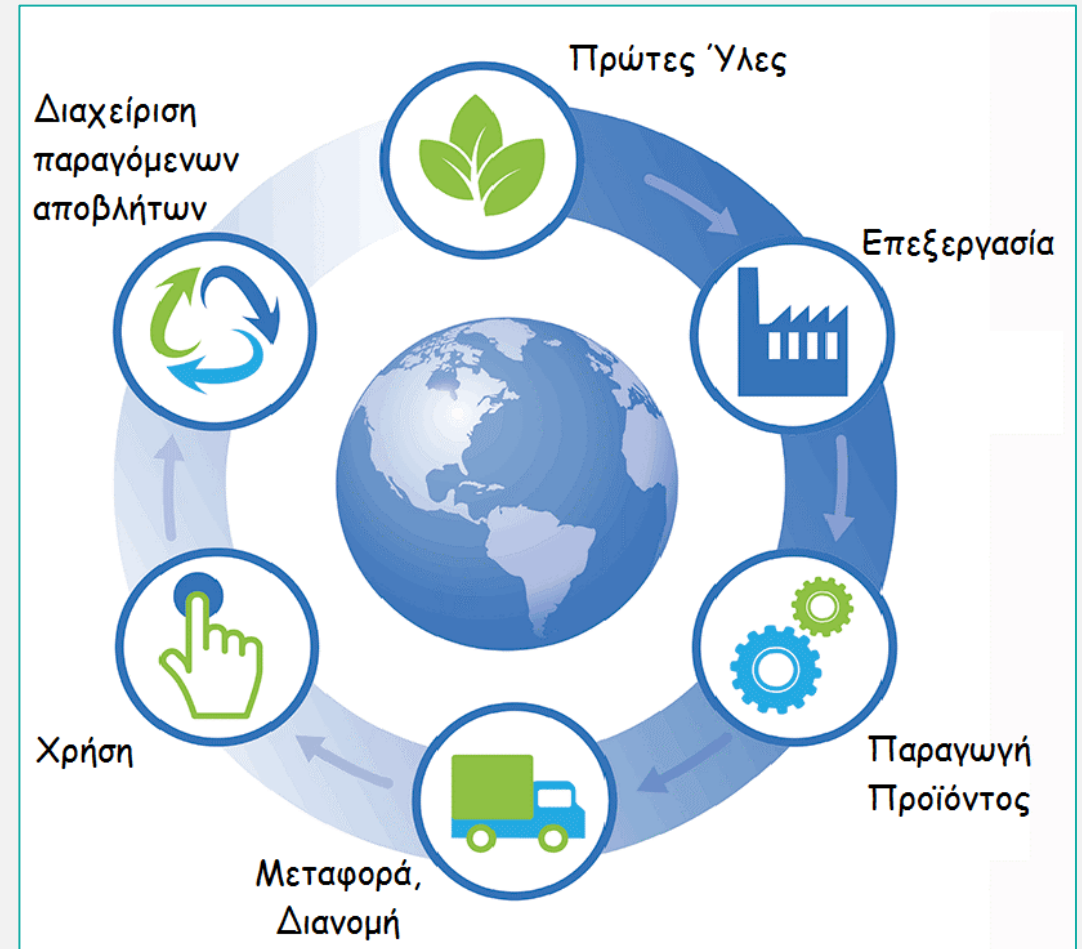 Πρώτες Ύλες
Επεξεργασία
Παραγωγή
Προϊόντος
Μεταφορά,
Διανομή
Χρήση
Διαχείριση
παραγόμενων
αποβλήτων